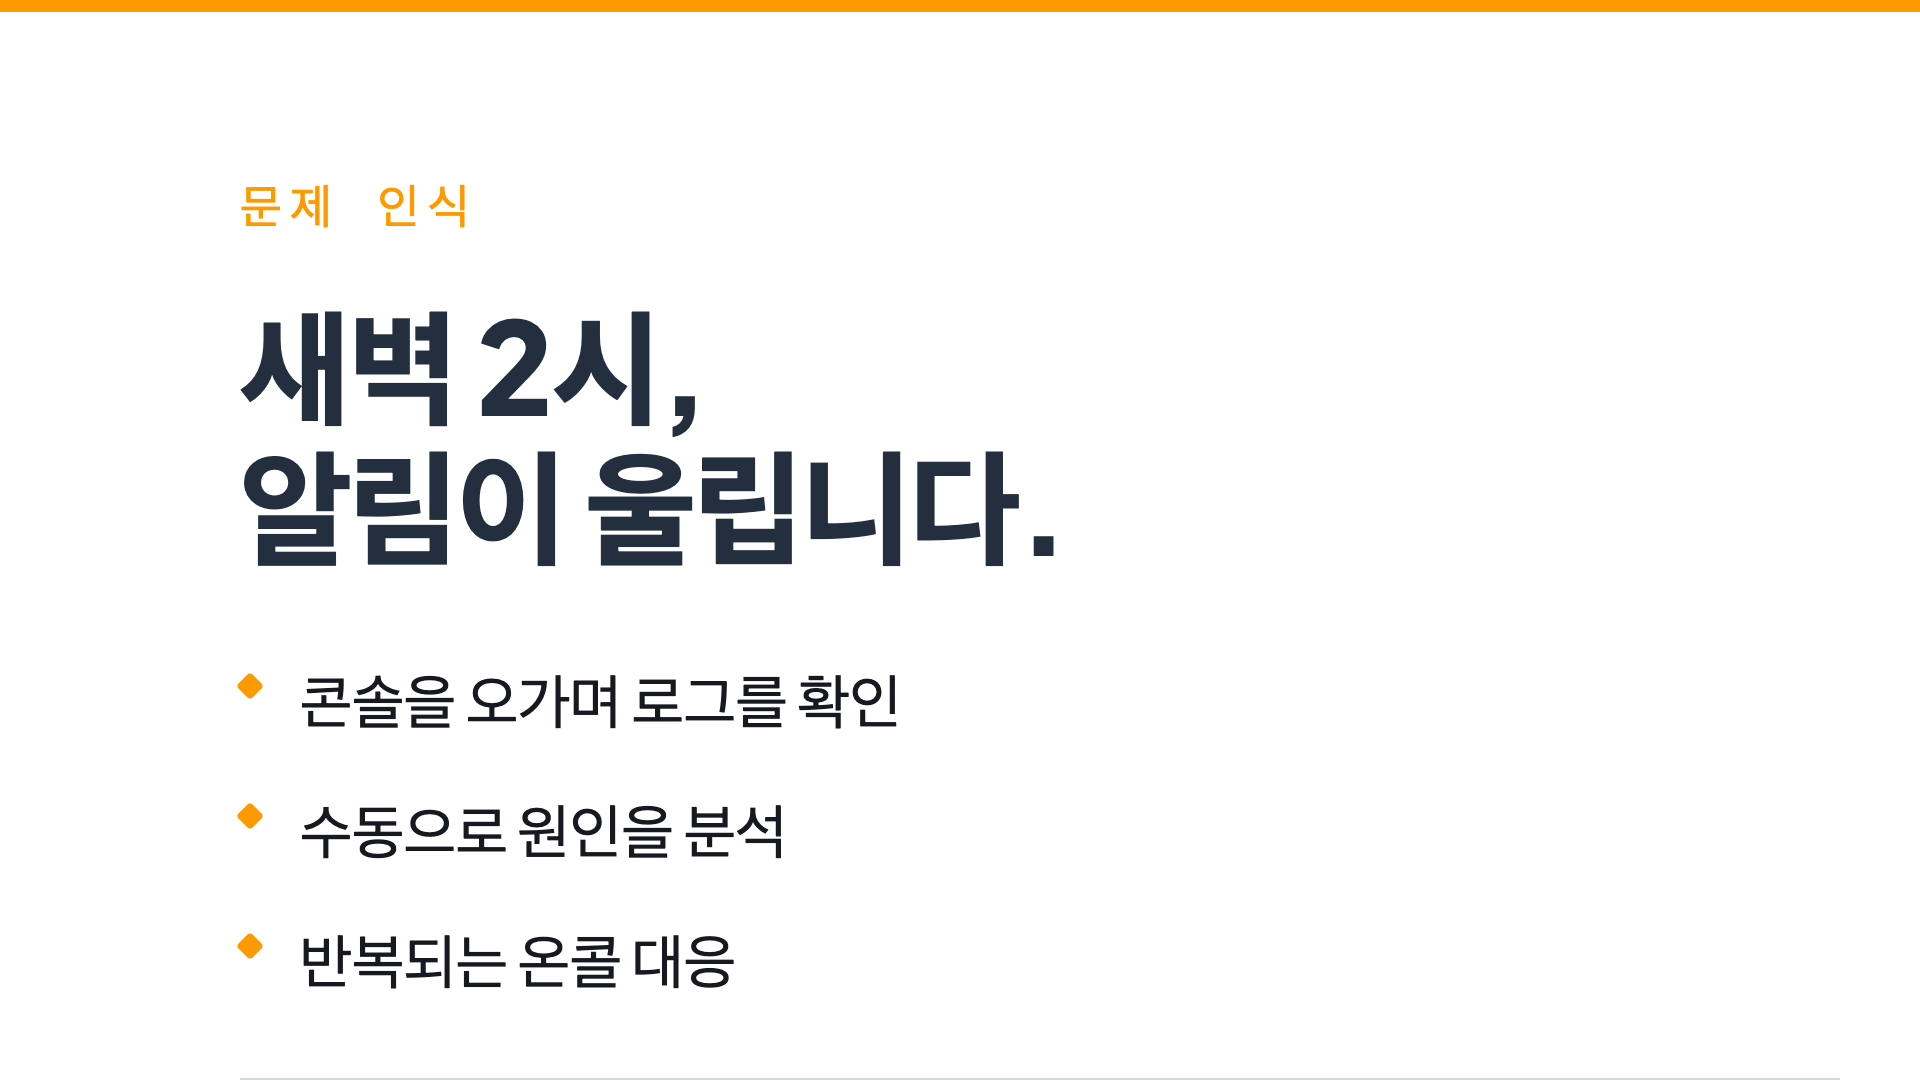 문제 인식
새벽 2시,
알림이 울립니다.
콘솔을 오가며 로그를 확인
수동으로 원인을 분석
반복되는 온콜 대응